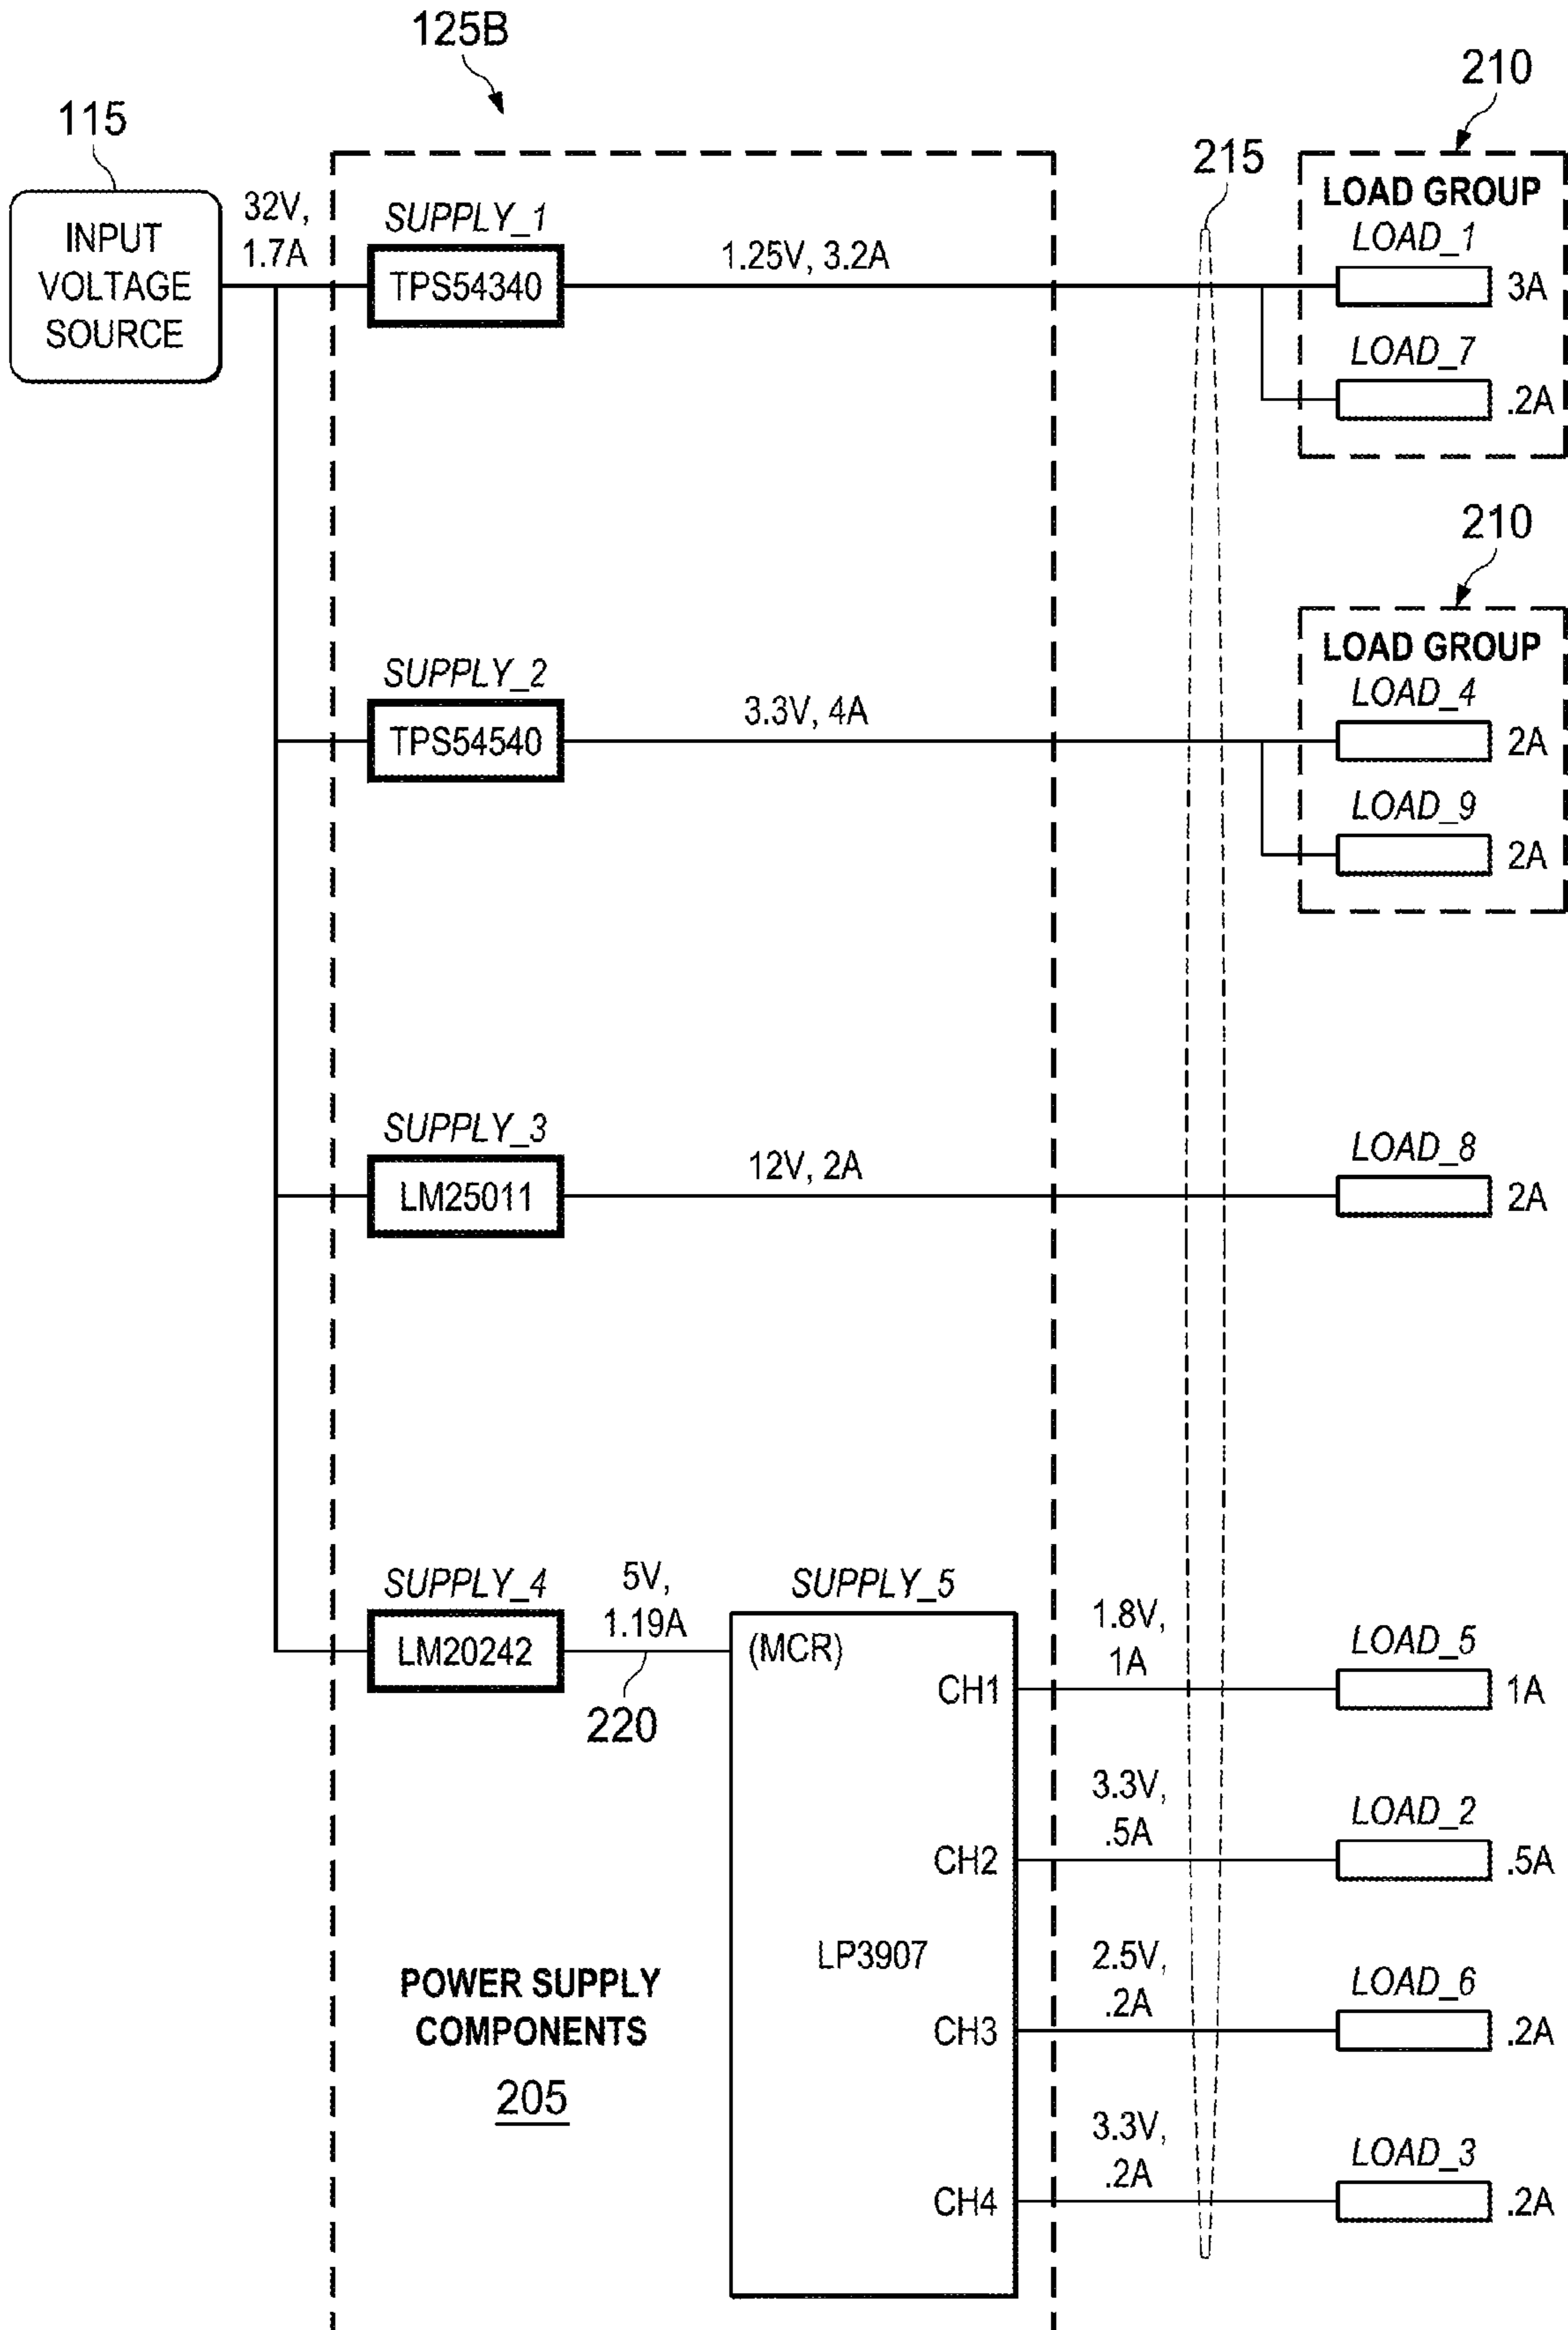 125B
210
115
215
INPUT
VOLTAGE
SOURCE
32V,
1.7A
SUPPLY_1
TPS54340
1.25V, 3.2A
LOAD GROUP
LOAD_1
3A
LOAD_7
.2A
210
SUPPLY_2
TPS54540
3.3V, 4A
LOAD GROUP
LOAD_4
2A
LOAD_9
2A
SUPPLY_3
LM25011
12V, 2A
LOAD_8
2A
SUPPLY_4
LM20242
5V,
1.19A
220
SUPPLY_5
(MCR)
LP3907
CH1
1.8V,
1A
LOAD_5
1A
CH2
3.3V,
.5A
LOAD_2
.5A
CH3
2.5V,
.2A
LOAD_6
.2A
CH4
3.3V,
.2A
LOAD_3
.2A
POWER SUPPLY
COMPONENTS
205